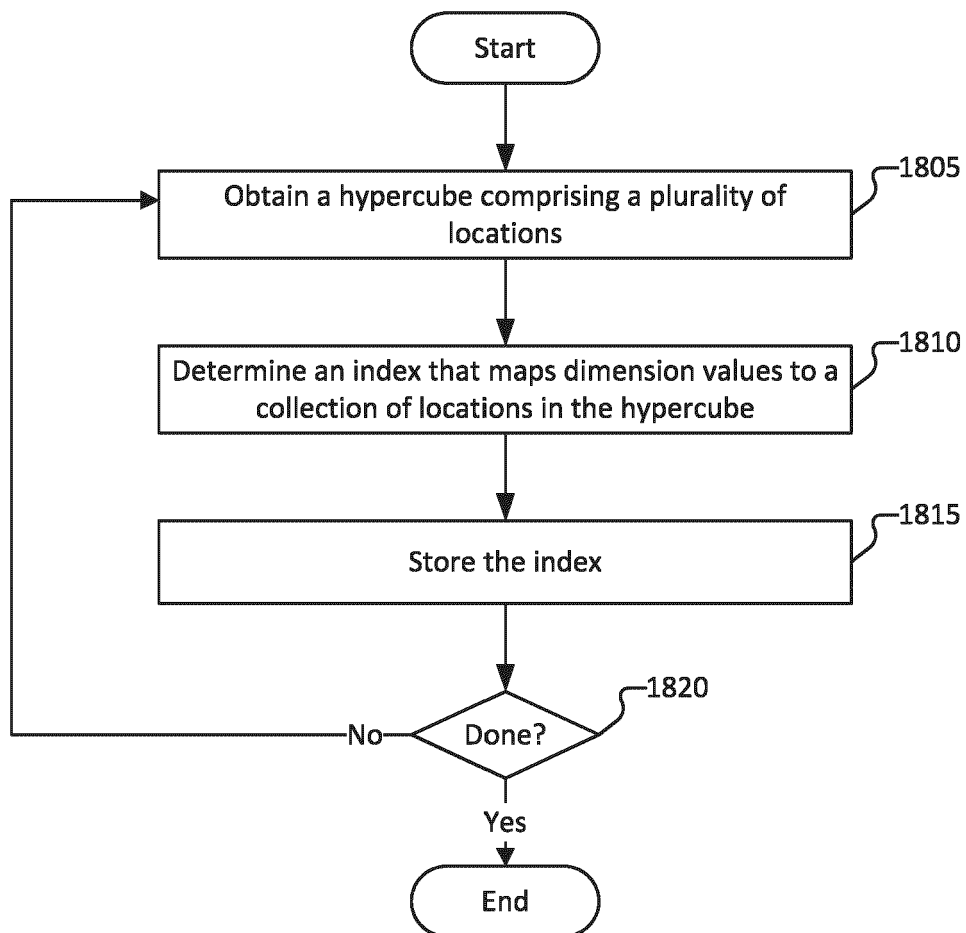 Start
1805
Obtain a hypercube comprising a plurality of
locations
1810
Determine an index that maps dimension values to a
collection of locations in the hypercube
1815
Store the index
1820
No
Done?
Yes
End